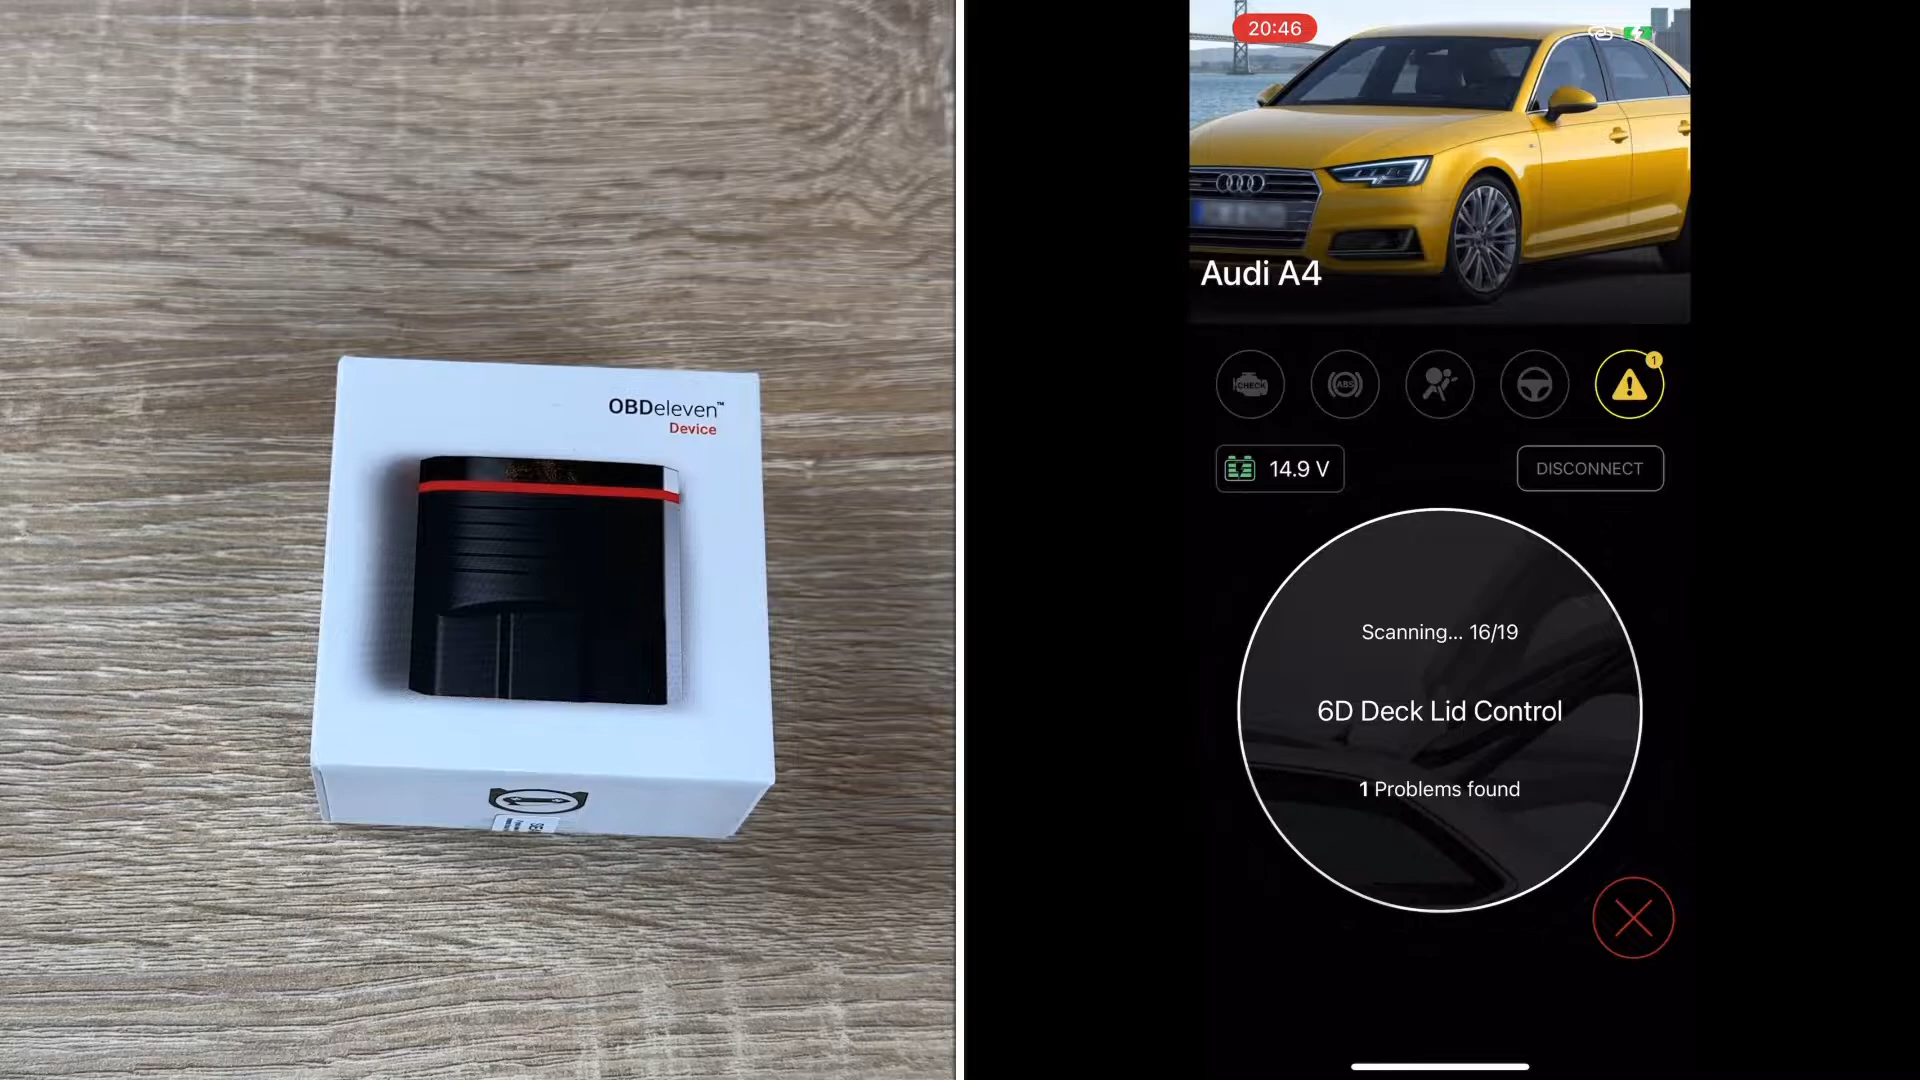 OBDeleven™
Device
20:46
Audi A4
CHECK
ABS
1
14.9 V
DISCONNECT
Scanning... 16/19
6D Deck Lid Control
1 Problems found